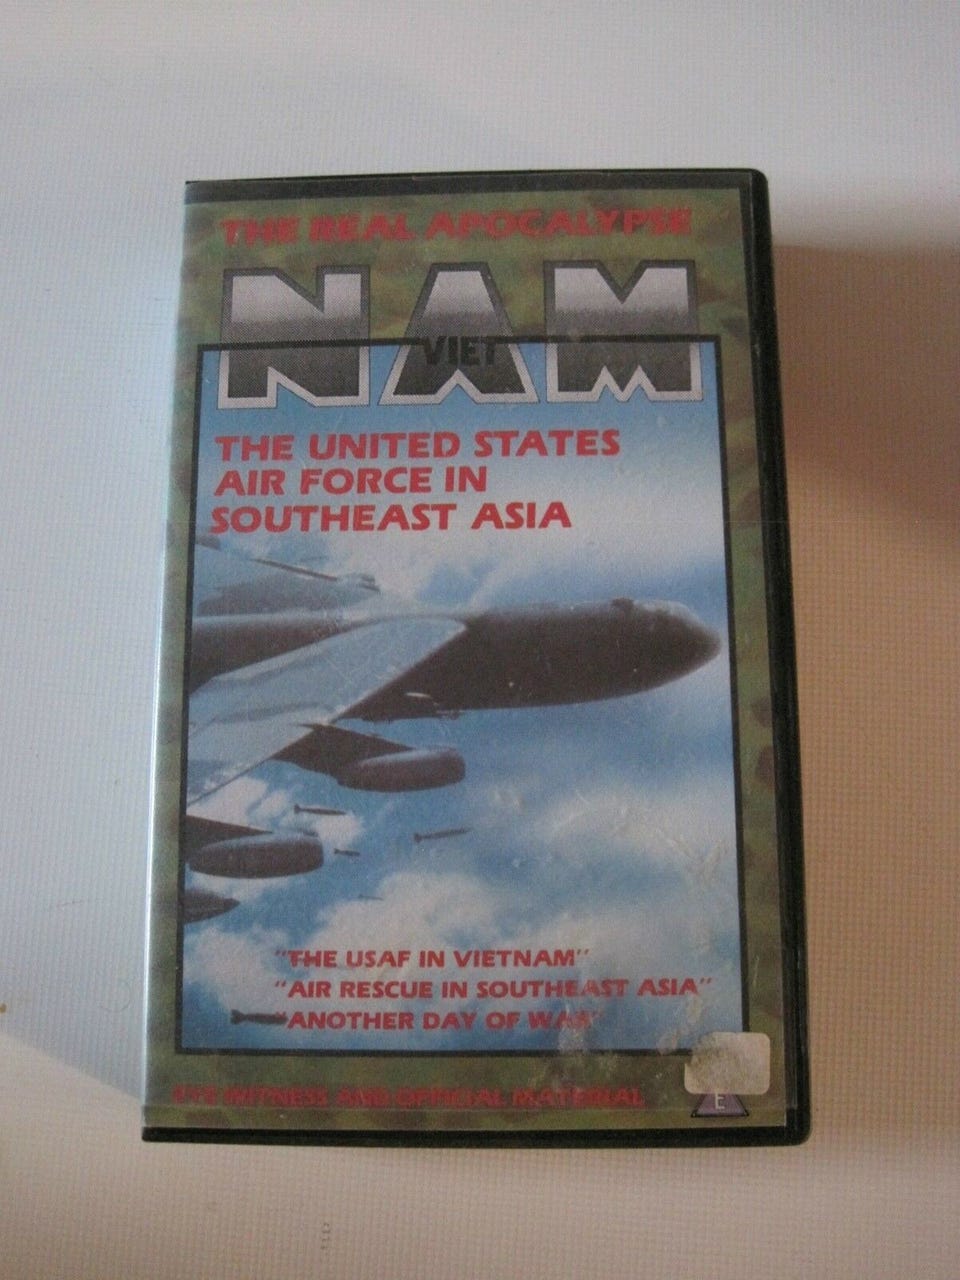 THE REAL APOCALYPSE
NAM
VIET
THE UNITED STATES
AIR FORCE IN
SOUTHEAST ASIA
"THE USAF IN VIETNAM"
"AIR RESCUE IN SOUTHEAST ASIA"
"ANOTHER DAY OF WAR"
EYE WITNESS AND OFFICIAL MATERIAL
E